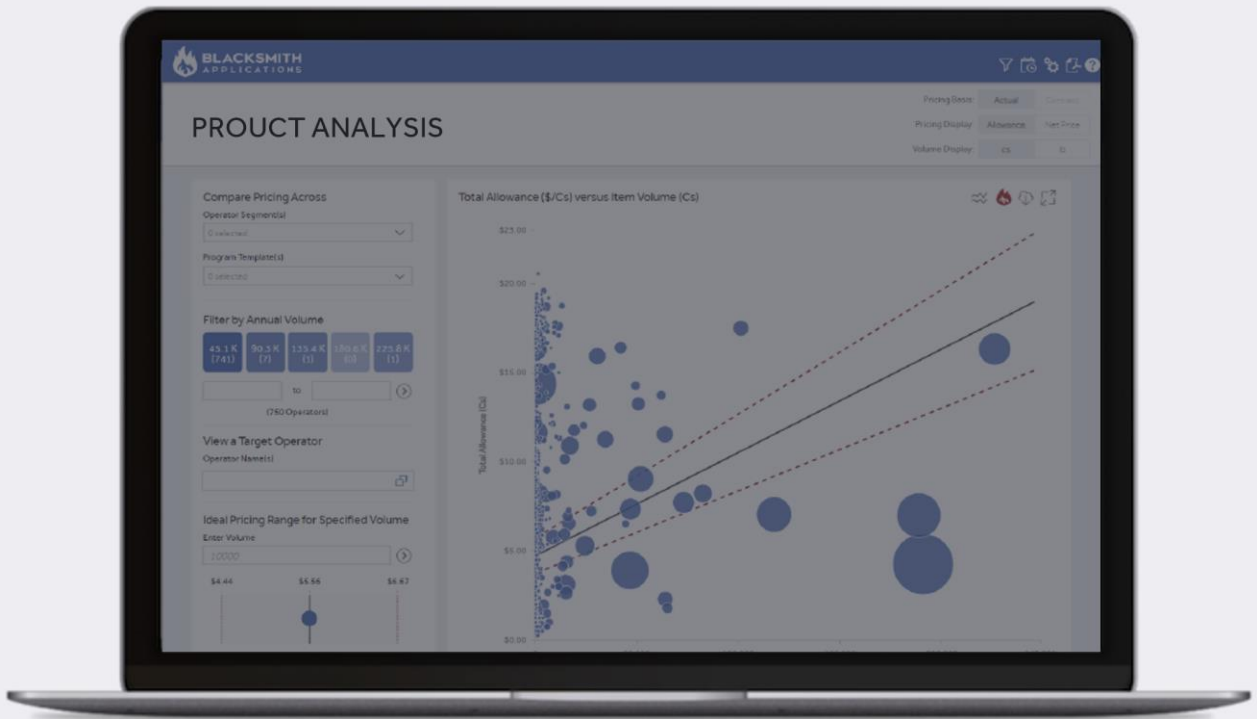 BLACKSMITH
APPLICATIONS
PROUCT ANALYSIS
Pricing Basis: Actual
Pricing Display: Allowance Net Price
Volume Display: cs
Compare Pricing Across
Operator Segment(s)
0 selected
Program Template(s)
0 selected
Filter by Annual Volume
45.1 K 90.3 K 135.4 K 180.6 K 225.8 K
(741) (7) (1) (1)
to
(750 Operators)
View a Target Operator
Operator Name(s)
Ideal Pricing Range for Specified Volume
Enter Volume
10000
$4.44 $5.56 $6.67
Total Allowance ($/Cs) versus Item Volume (Cs)
Total Allowance (Cs)
$20.00
$15.00
$10.00
$5.00
$0.00